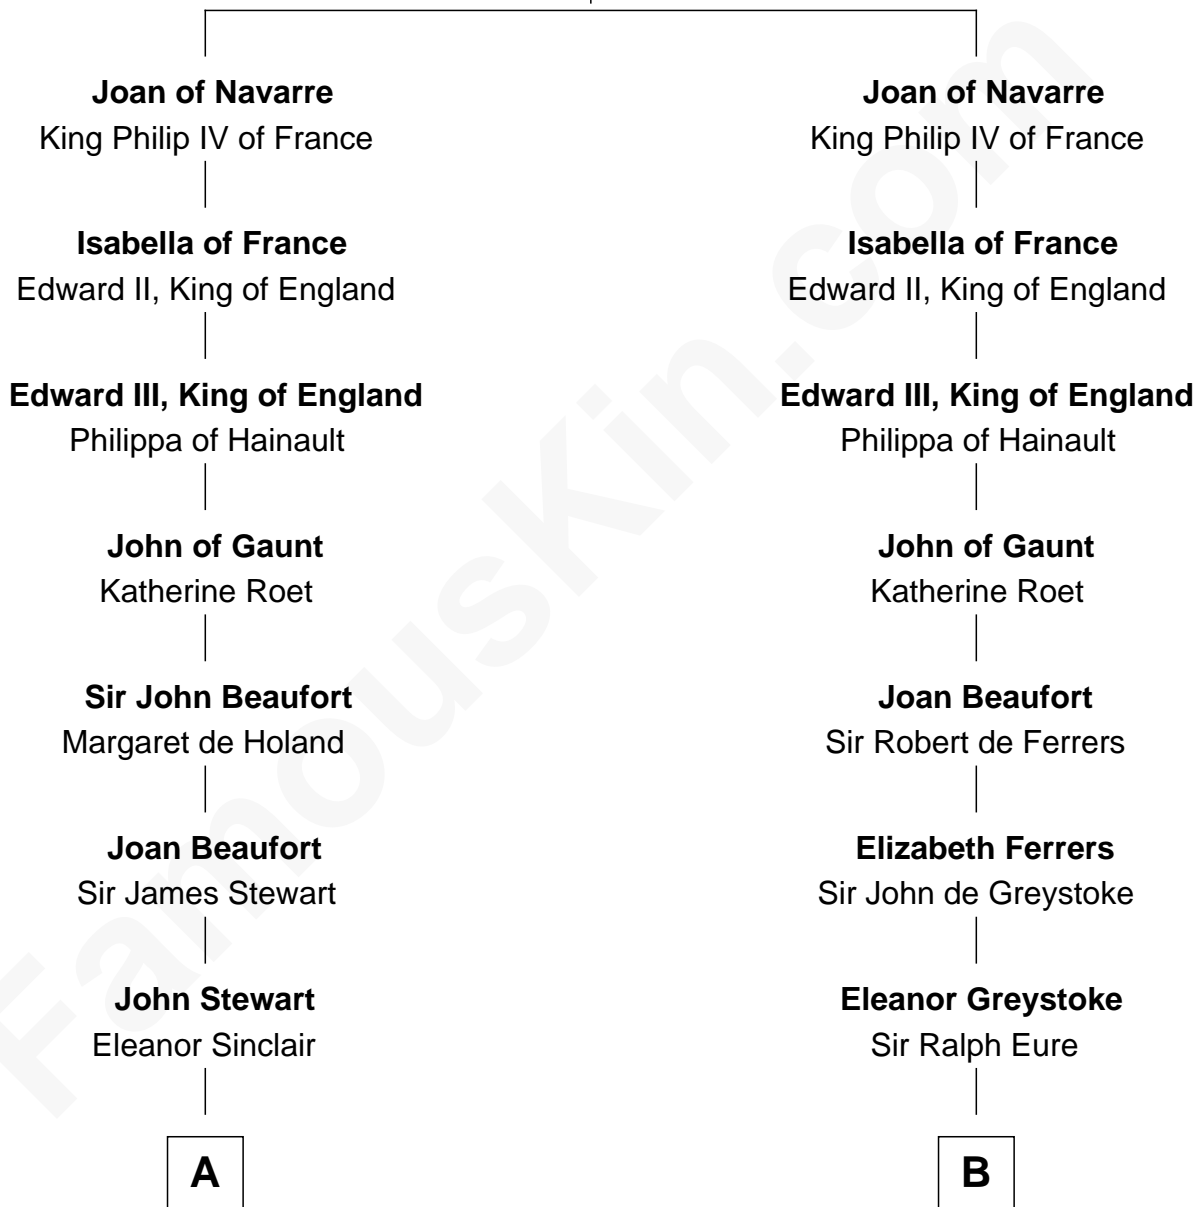 Joan of Navarre
King Philip IV of France
Isabella of France
Edward II, King of England
Edward III, King of England
Philippa of Hainault
John of Gaunt
Katherine Roet
Sir John Beaufort
Margaret de Holand
Joan Beaufort
Sir James Stewart
John Stewart
Eleanor Sinclair
A
Joan of Navarre
King Philip IV of France
Isabella of France
Edward II, King of England
Edward III, King of England
Philippa of Hainault
John of Gaunt
Katherine Roet
Joan Beaufort
Sir Robert de Ferrers
Elizabeth Ferrers
Sir John de Greystoke
Eleanor Greystoke
Sir Ralph Eure
B
FamousKin.com